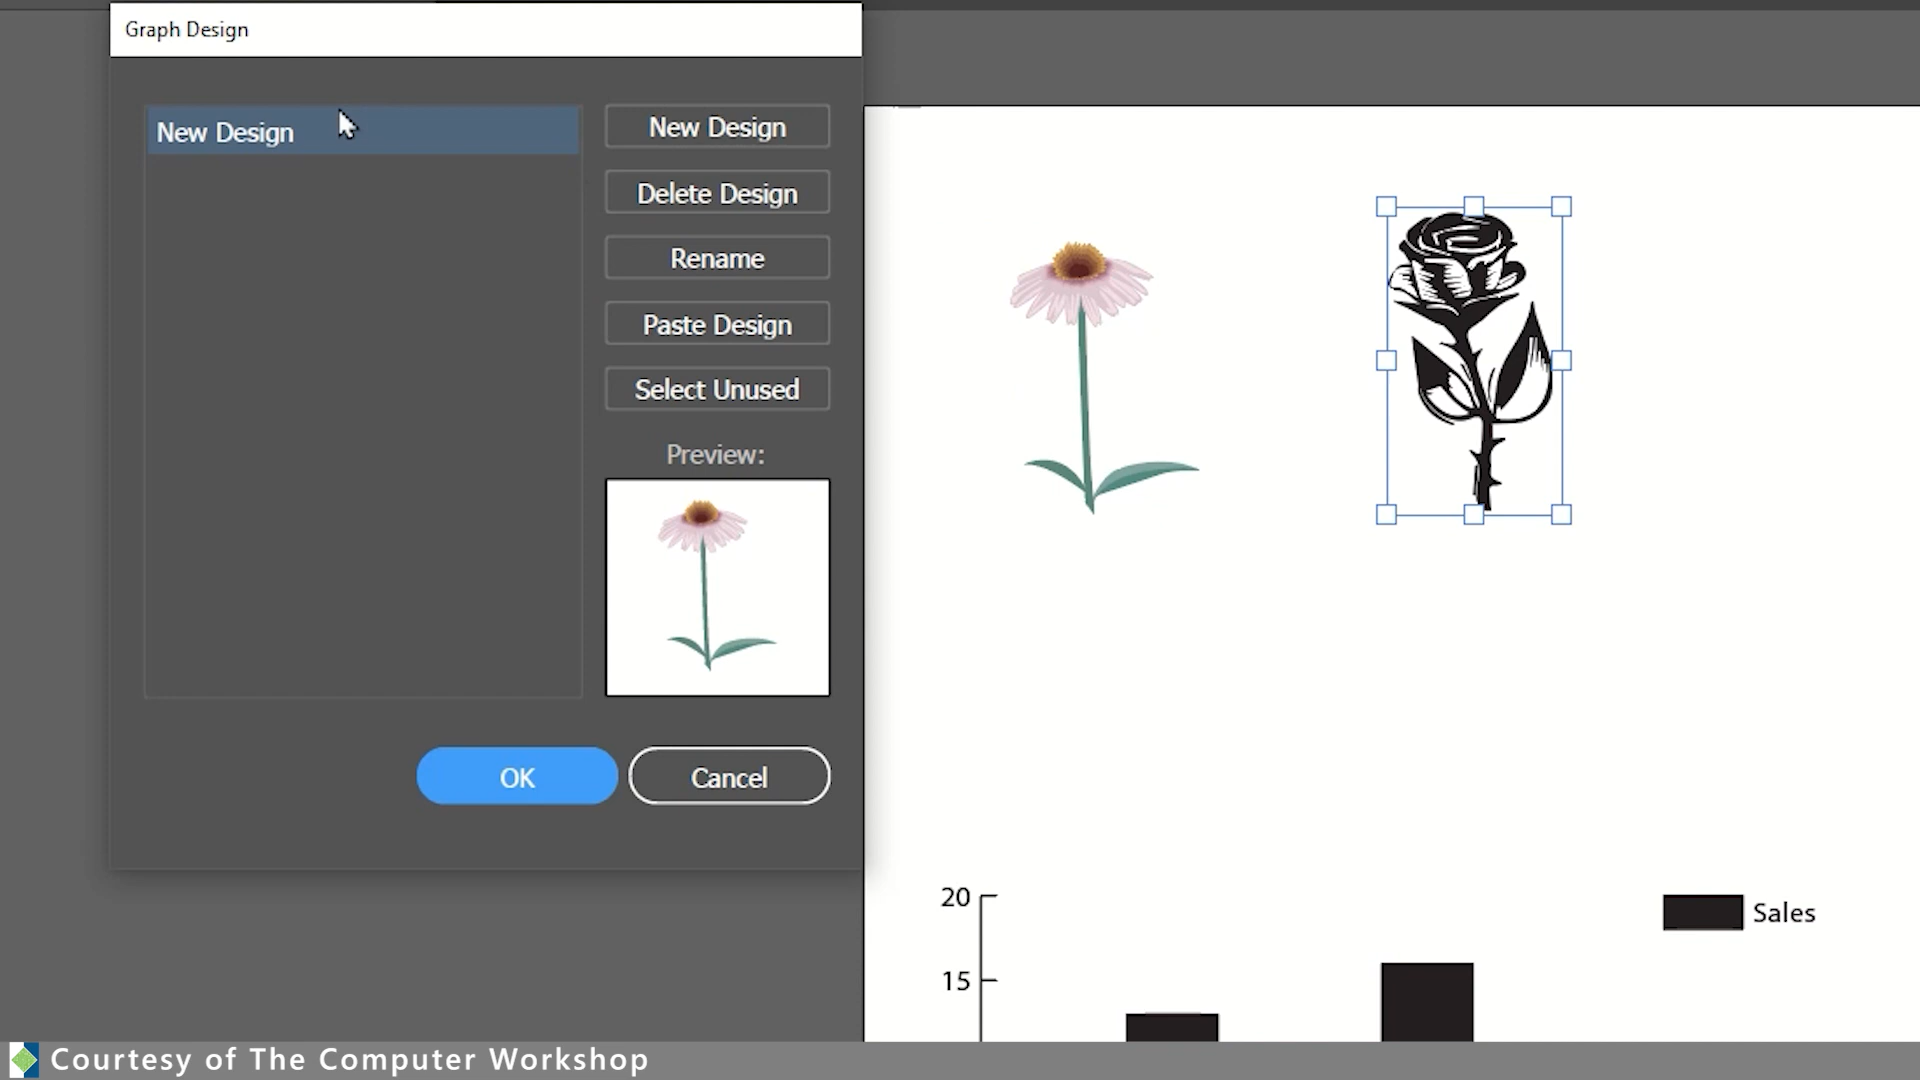 Graph Design
New Design
New Design
Delete Design
Rename
Paste Design
Select Unused
Preview:
OK
Cancel
20
Sales
15
Courtesy of The Computer Workshop